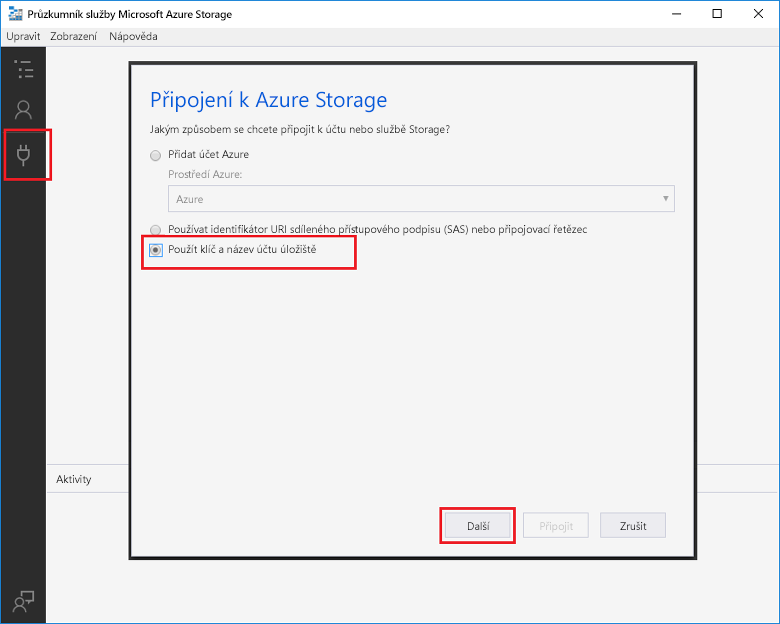 Průzkumník služby Microsoft Azure Storage
Upravit Zobrazení Nápověda
Připojení k Azure Storage
Jakým způsobem se chcete připojit k účtu nebo službě Storage?
Přidat účet Azure
Prostředí Azure:
Azure
Používat identifikátor URI sdíleného přístupového podpisu (SAS) nebo připojovací řetězec
Použít klíč a název účtu úložiště
Aktivity
Další Připojit Zrušit